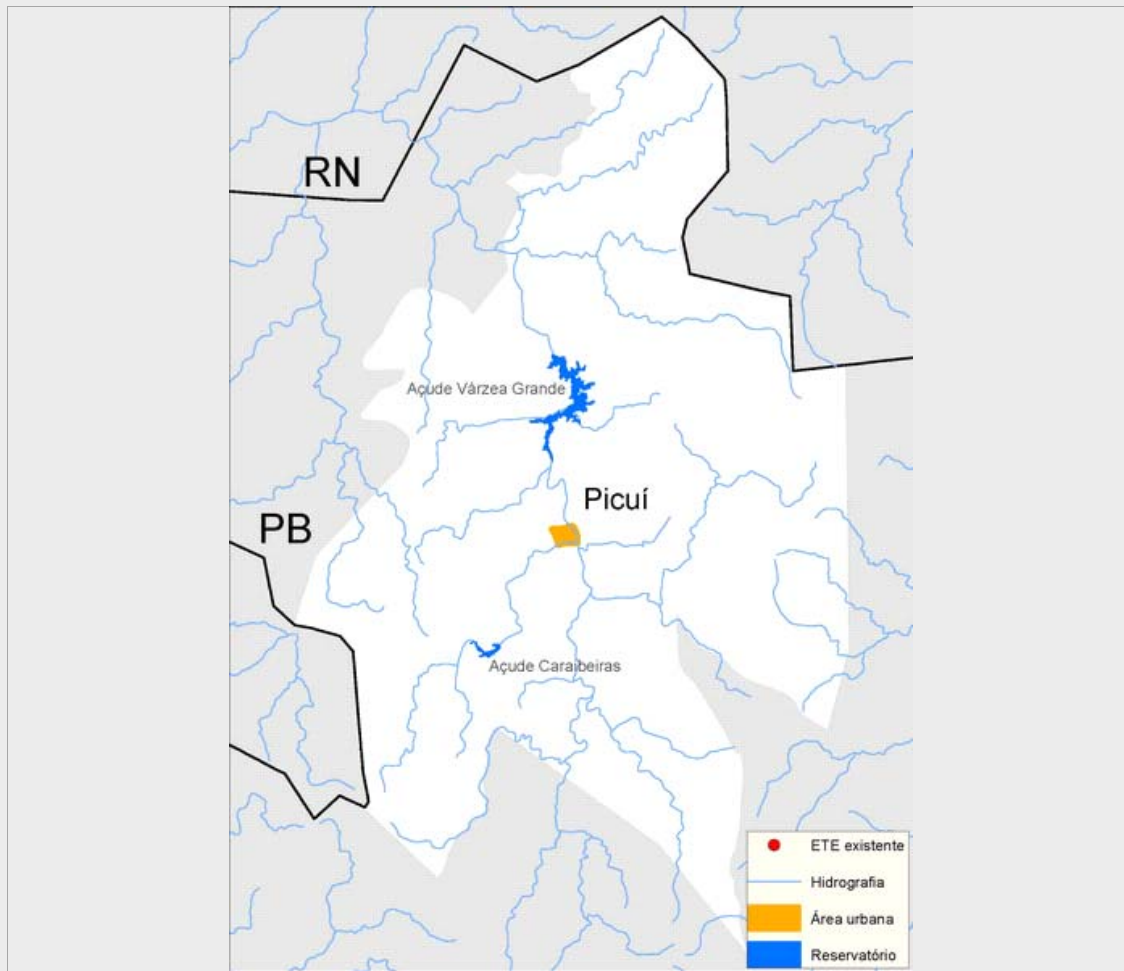 RN
Açude Várzea Grande
Picuí
PB
Açude Caraibeiras
ETE existente
Hidrografia
Área urbana
Reservatório